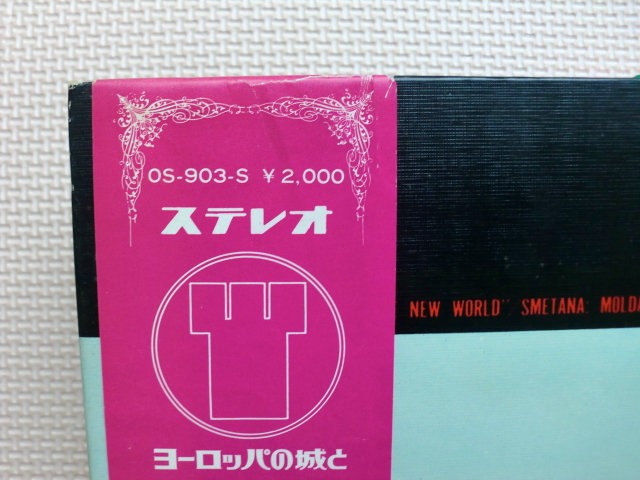 OS-903-S ¥2,000
ステレオ
NEW WORLD" SMETANA: MOLDA
ヨーロッパの城と